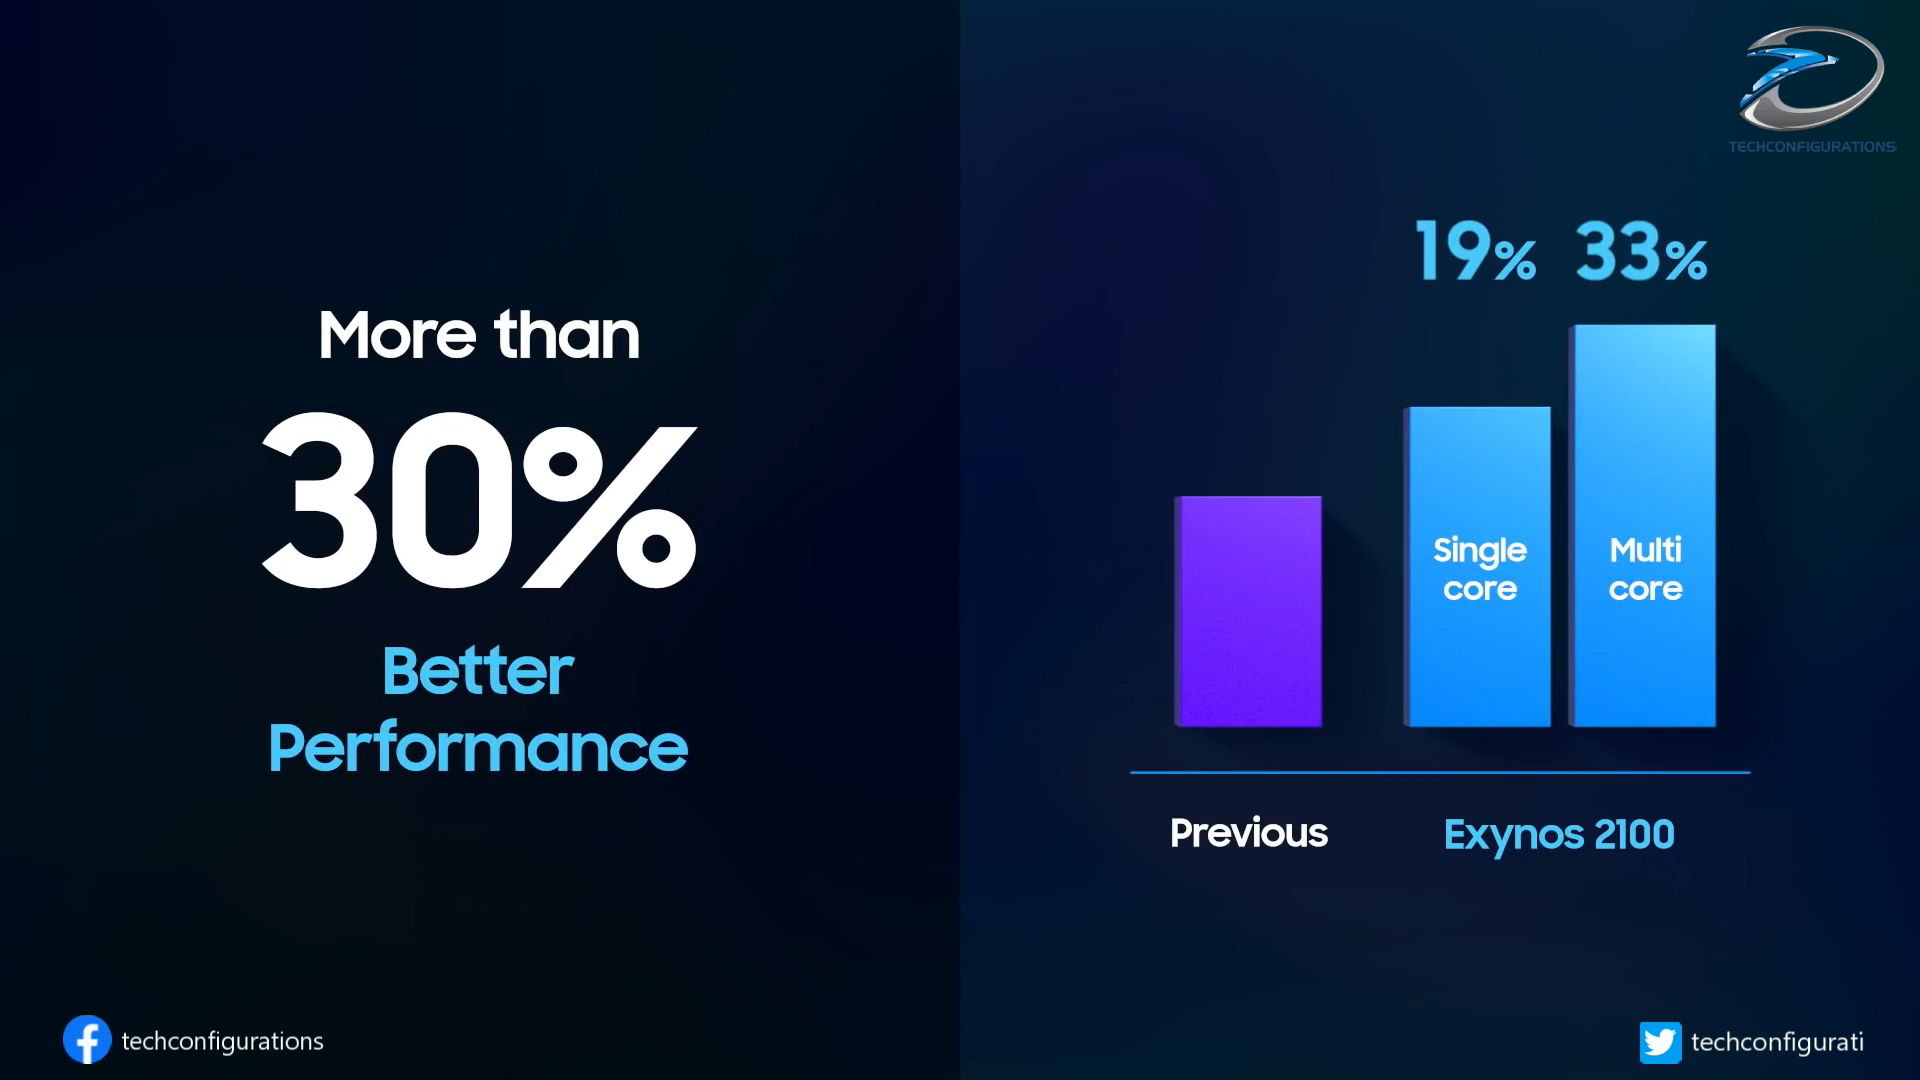 TECHCONFIGURATIONS
More than
30%
Better
Performance
19% 33%
Single
core
Multi
core
Previous
Exynos 2100
techconfigurations
techconfigurati